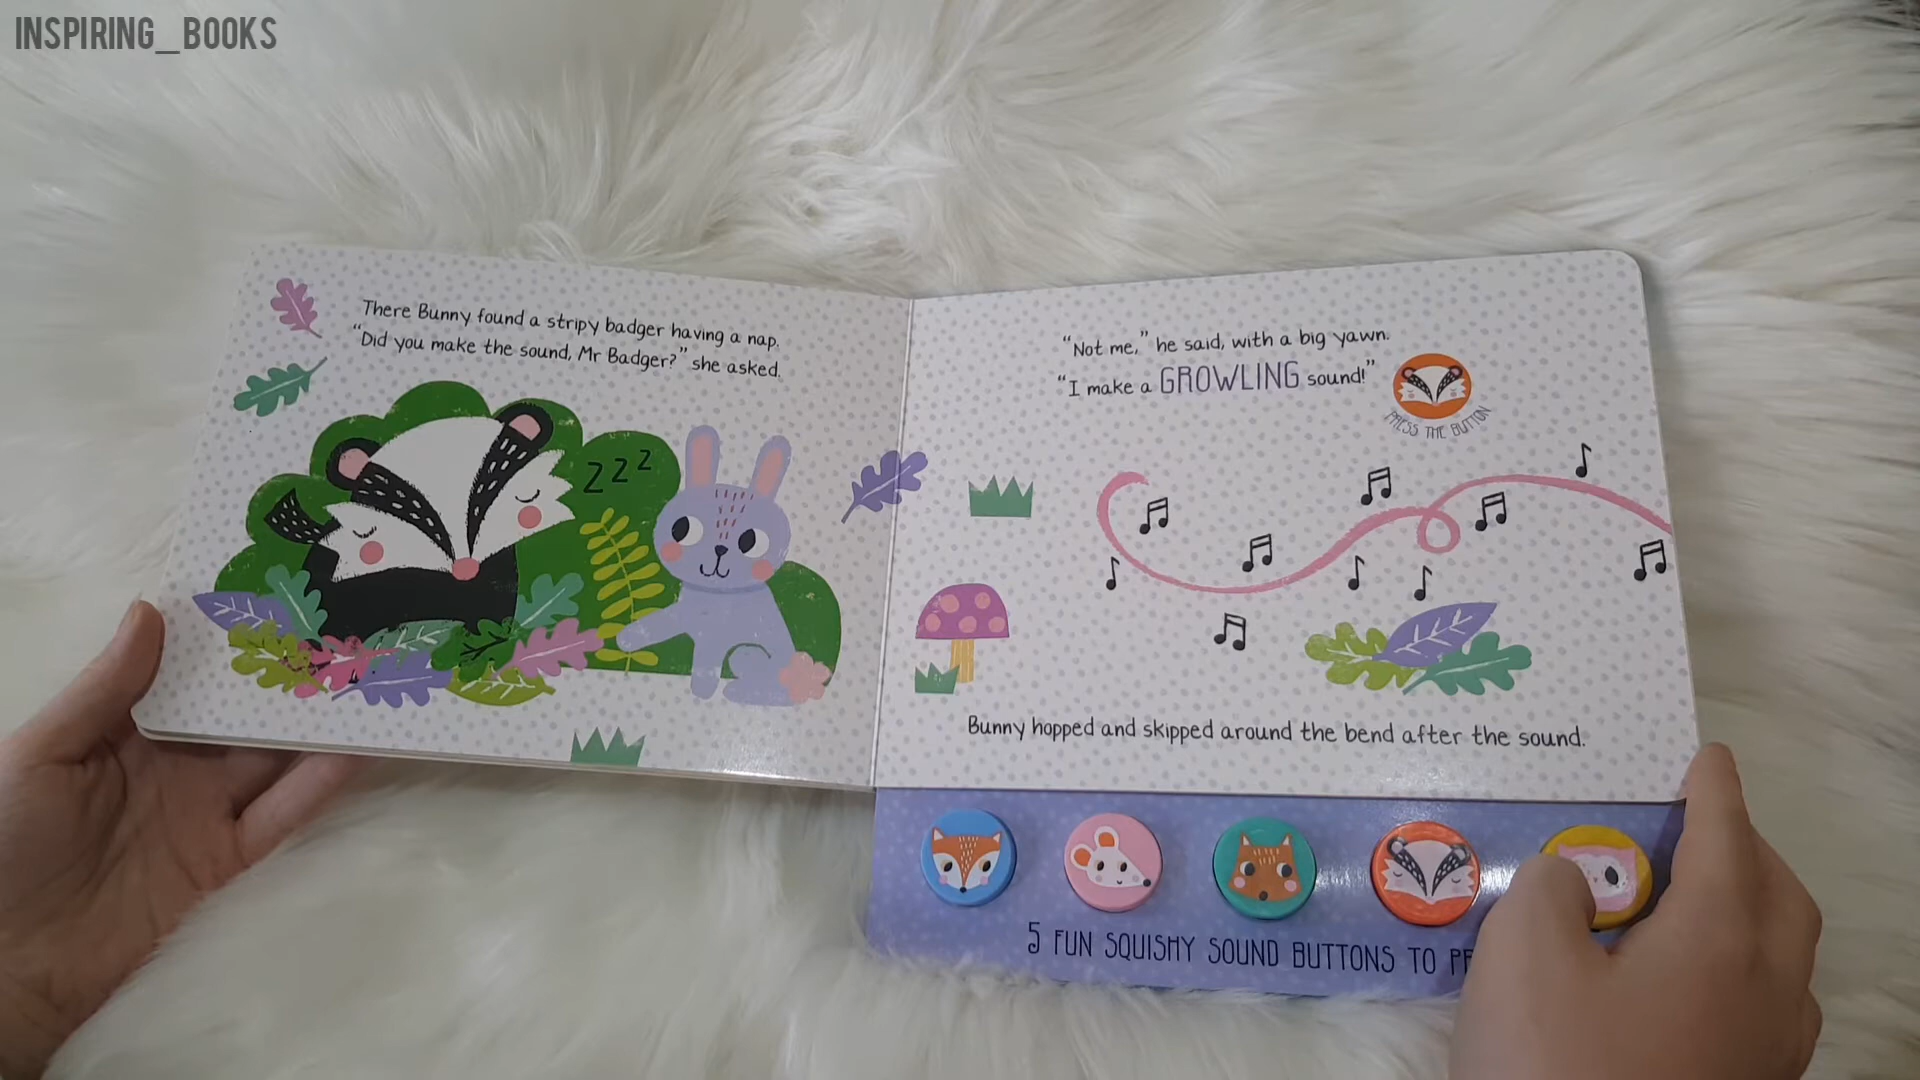 INSPIRING_BOOKS
There Bunny found a stripy badger having a nap.
"Did you make the sound, Mr Badger?" she asked.
zzz
"Not me," he said, with a big yawn.
"I make a GROWLING sound!"
PRESS THE BUTTON
Bunny hopped and skipped around the bend after the sound.
5 FUN SQUISHY SOUND BUTTONS TO